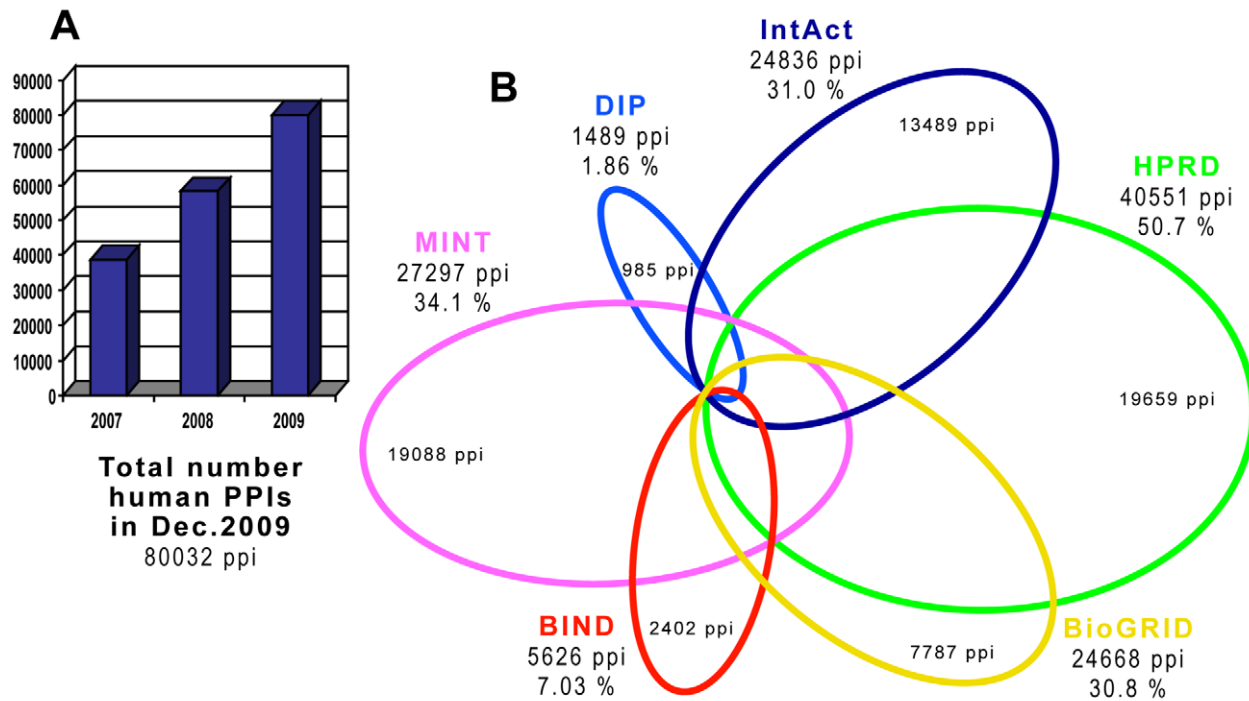 A
90000
80000
70000
60000
50000
40000
30000
20000
10000
0
2007 2008 2009
Total number
human PPIs
in Dec.2009
80032 ppi
B
IntAct
24836 ppi
31.0 %
13489 ppi
DIP
1489 ppi
1.86 %
985 ppi
HPRD
40551 ppi
50.7 %
19659 ppi
MINT
27297 ppi
34.1 %
19088 ppi
BIND
5626 ppi
7.03 %
2402 ppi
BioGRID
24668 ppi
30.8 %
7787 ppi